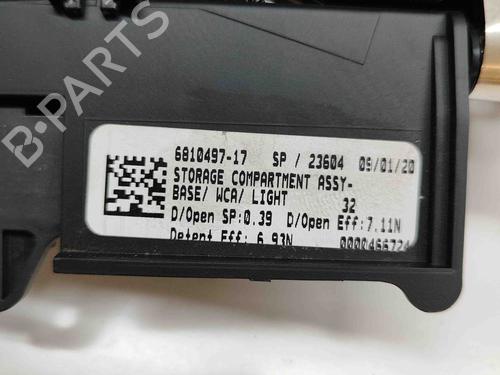 B-PARTS
6810497-17 SP / 23604 09/01/20
STORAGE COMPARTMENT ASSY-
BASE/ WCA/ LIGHT 32
D/Open SP:0.39 D/Open Eff:7.11N
Detent Eff: 6.93N 0000466724